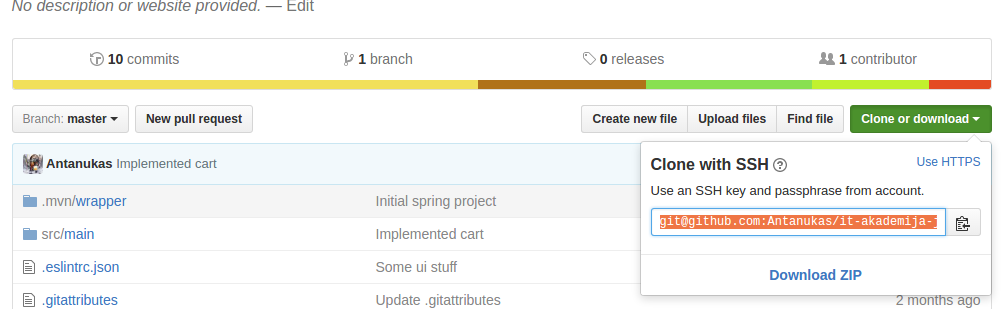 No description or website provided. — Edit
10 commits
1 branch
0 releases
1 contributor
Branch: master
New pull request
Create new file
Upload files
Find file
Clone or download
Antanukas Implemented cart
Clone with SSH
Use HTTPS
Use an SSH key and passphrase from account.
git@github.com:Antanukas/it-akademija-
Download ZIP
.mvn/wrapper
Initial spring project
src/main
Implemented cart
.eslintrc.json
Some ui stuff
.gitattributes
Update .gitattributes
2 months ago